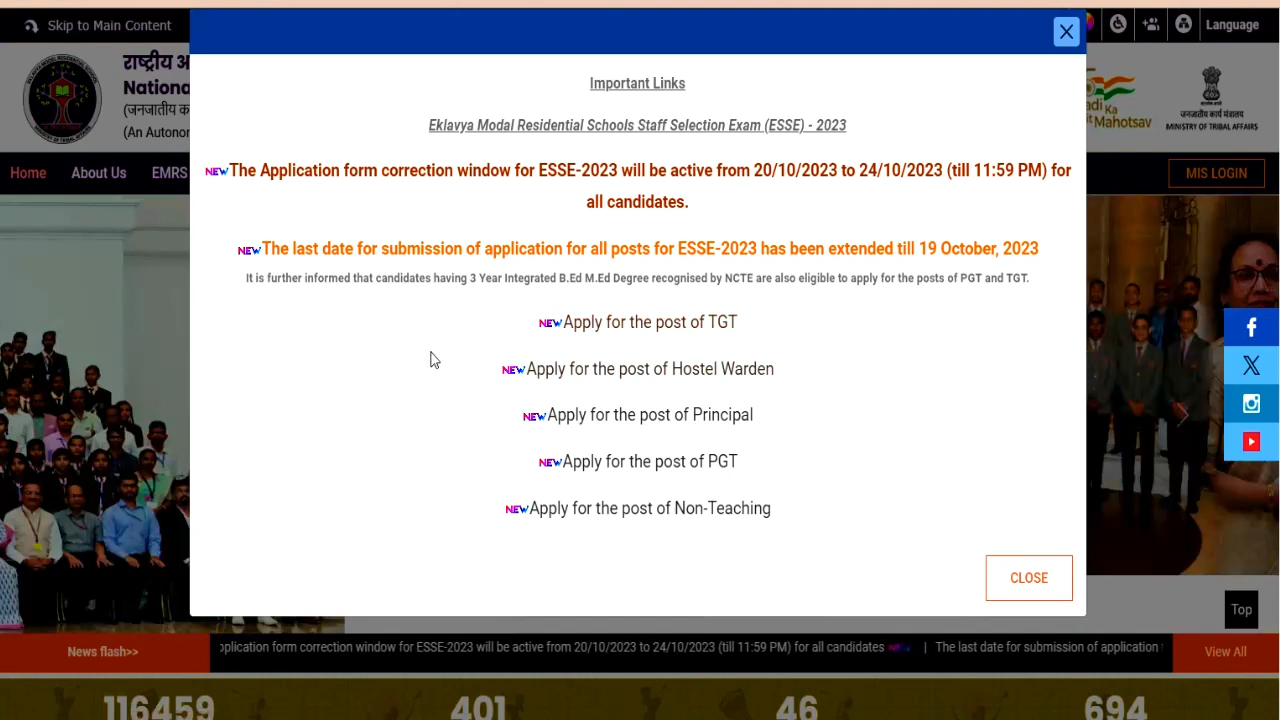 Skip to Main Content
Language
राष्ट्रीय
National
(जनजातीय
(An Autonom
Ka
Mahotsav
जनजातीय कार्य मंत्रालय
MINISTRY OF TRIBAL AFFAIRS
Home About Us EMRS
MIS LOGIN
Important Links
Eklavya Modal Residential Schools Staff Selection Exam (ESSE) - 2023
NEW The Application form correction window for ESSE-2023 will be active from 20/10/2023 to 24/10/2023 (till 11:59 PM) for
all candidates.
NEW The last date for submission of application for all posts for ESSE-2023 has been extended till 19 October, 2023
It is further informed that candidates having 3 Year Integrated B.Ed M.Ed Degree recognised by NCTE are also eligible to apply for the posts of PGT and TGT.
NEW Apply for the post of TGT
NEW Apply for the post of Hostel Warden
NEW Apply for the post of Principal
NEW Apply for the post of PGT
NEW Apply for the post of Non-Teaching
CLOSE
Top
News flash>>
pplication form correction window for ESSE-2023 will be active from 20/10/2023 to 24/10/2023 (till 11:59 PM) for all candidates | The last date for submission of application
View All
116459 401 46 694